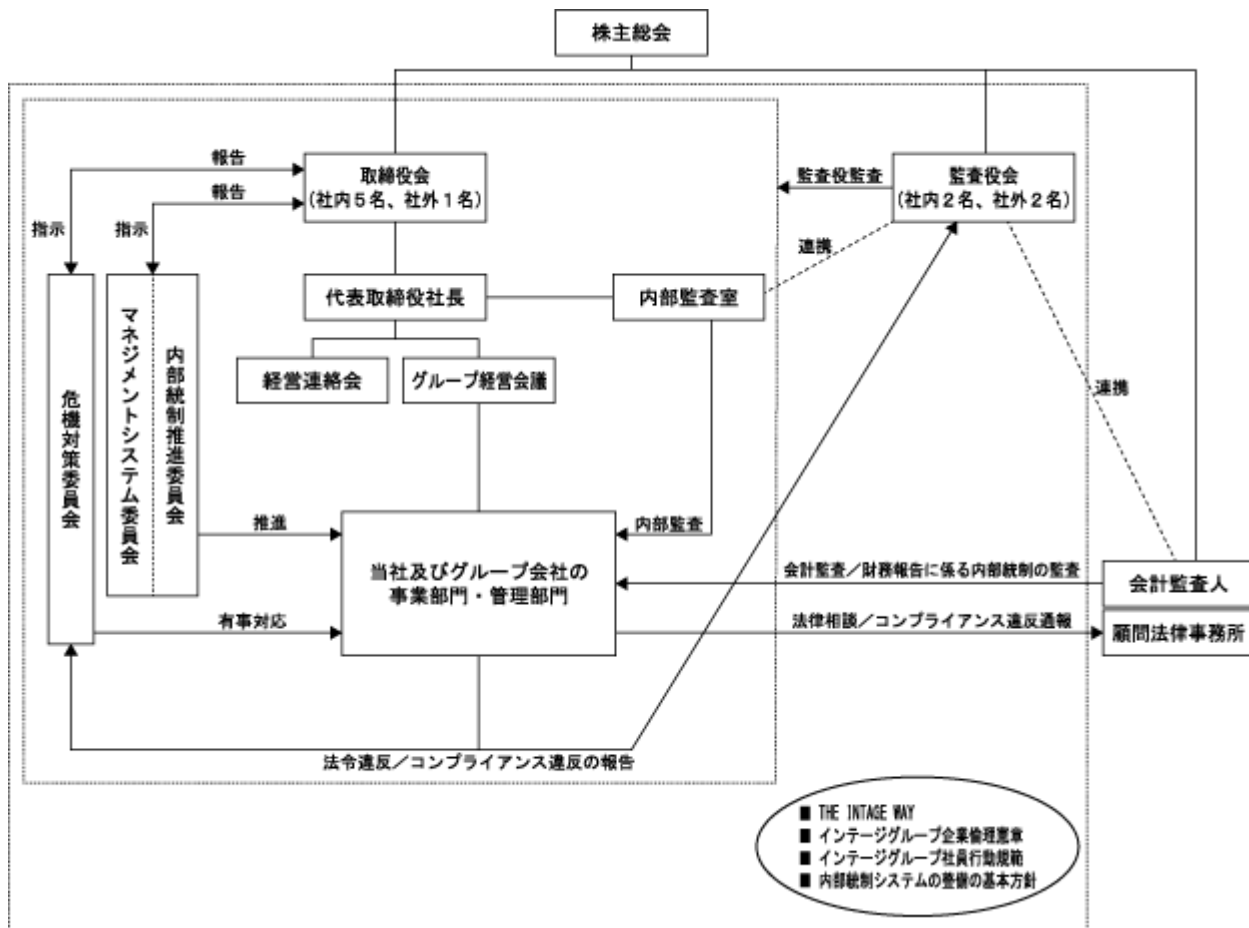 株主総会
報告
取締役会
(社内5名、社外1名)
監査役監査
監査役会
(社内2名、社外2名)
報告
指示
指示
連携
代表取締役社長
内部監査室
経営連絡会
グループ経営会議
連携
危機対策委員会
マネジメントシステム委員会
内部統制推進委員会
推進
内部監査
当社及びグループ会社の
事業部門・管理部門
会計監査/財務報告に係る内部統制の監査
会計監査人
有事対応
法律相談/コンプライアンス違反通報
顧問法律事務所
法令違反/コンプライアンス違反の報告
■ THE INTAGE WAY
■ インテージグループ企業倫理憲章
■ インテージグループ社員行動規範
■ 内部統制システムの整備の基本方針